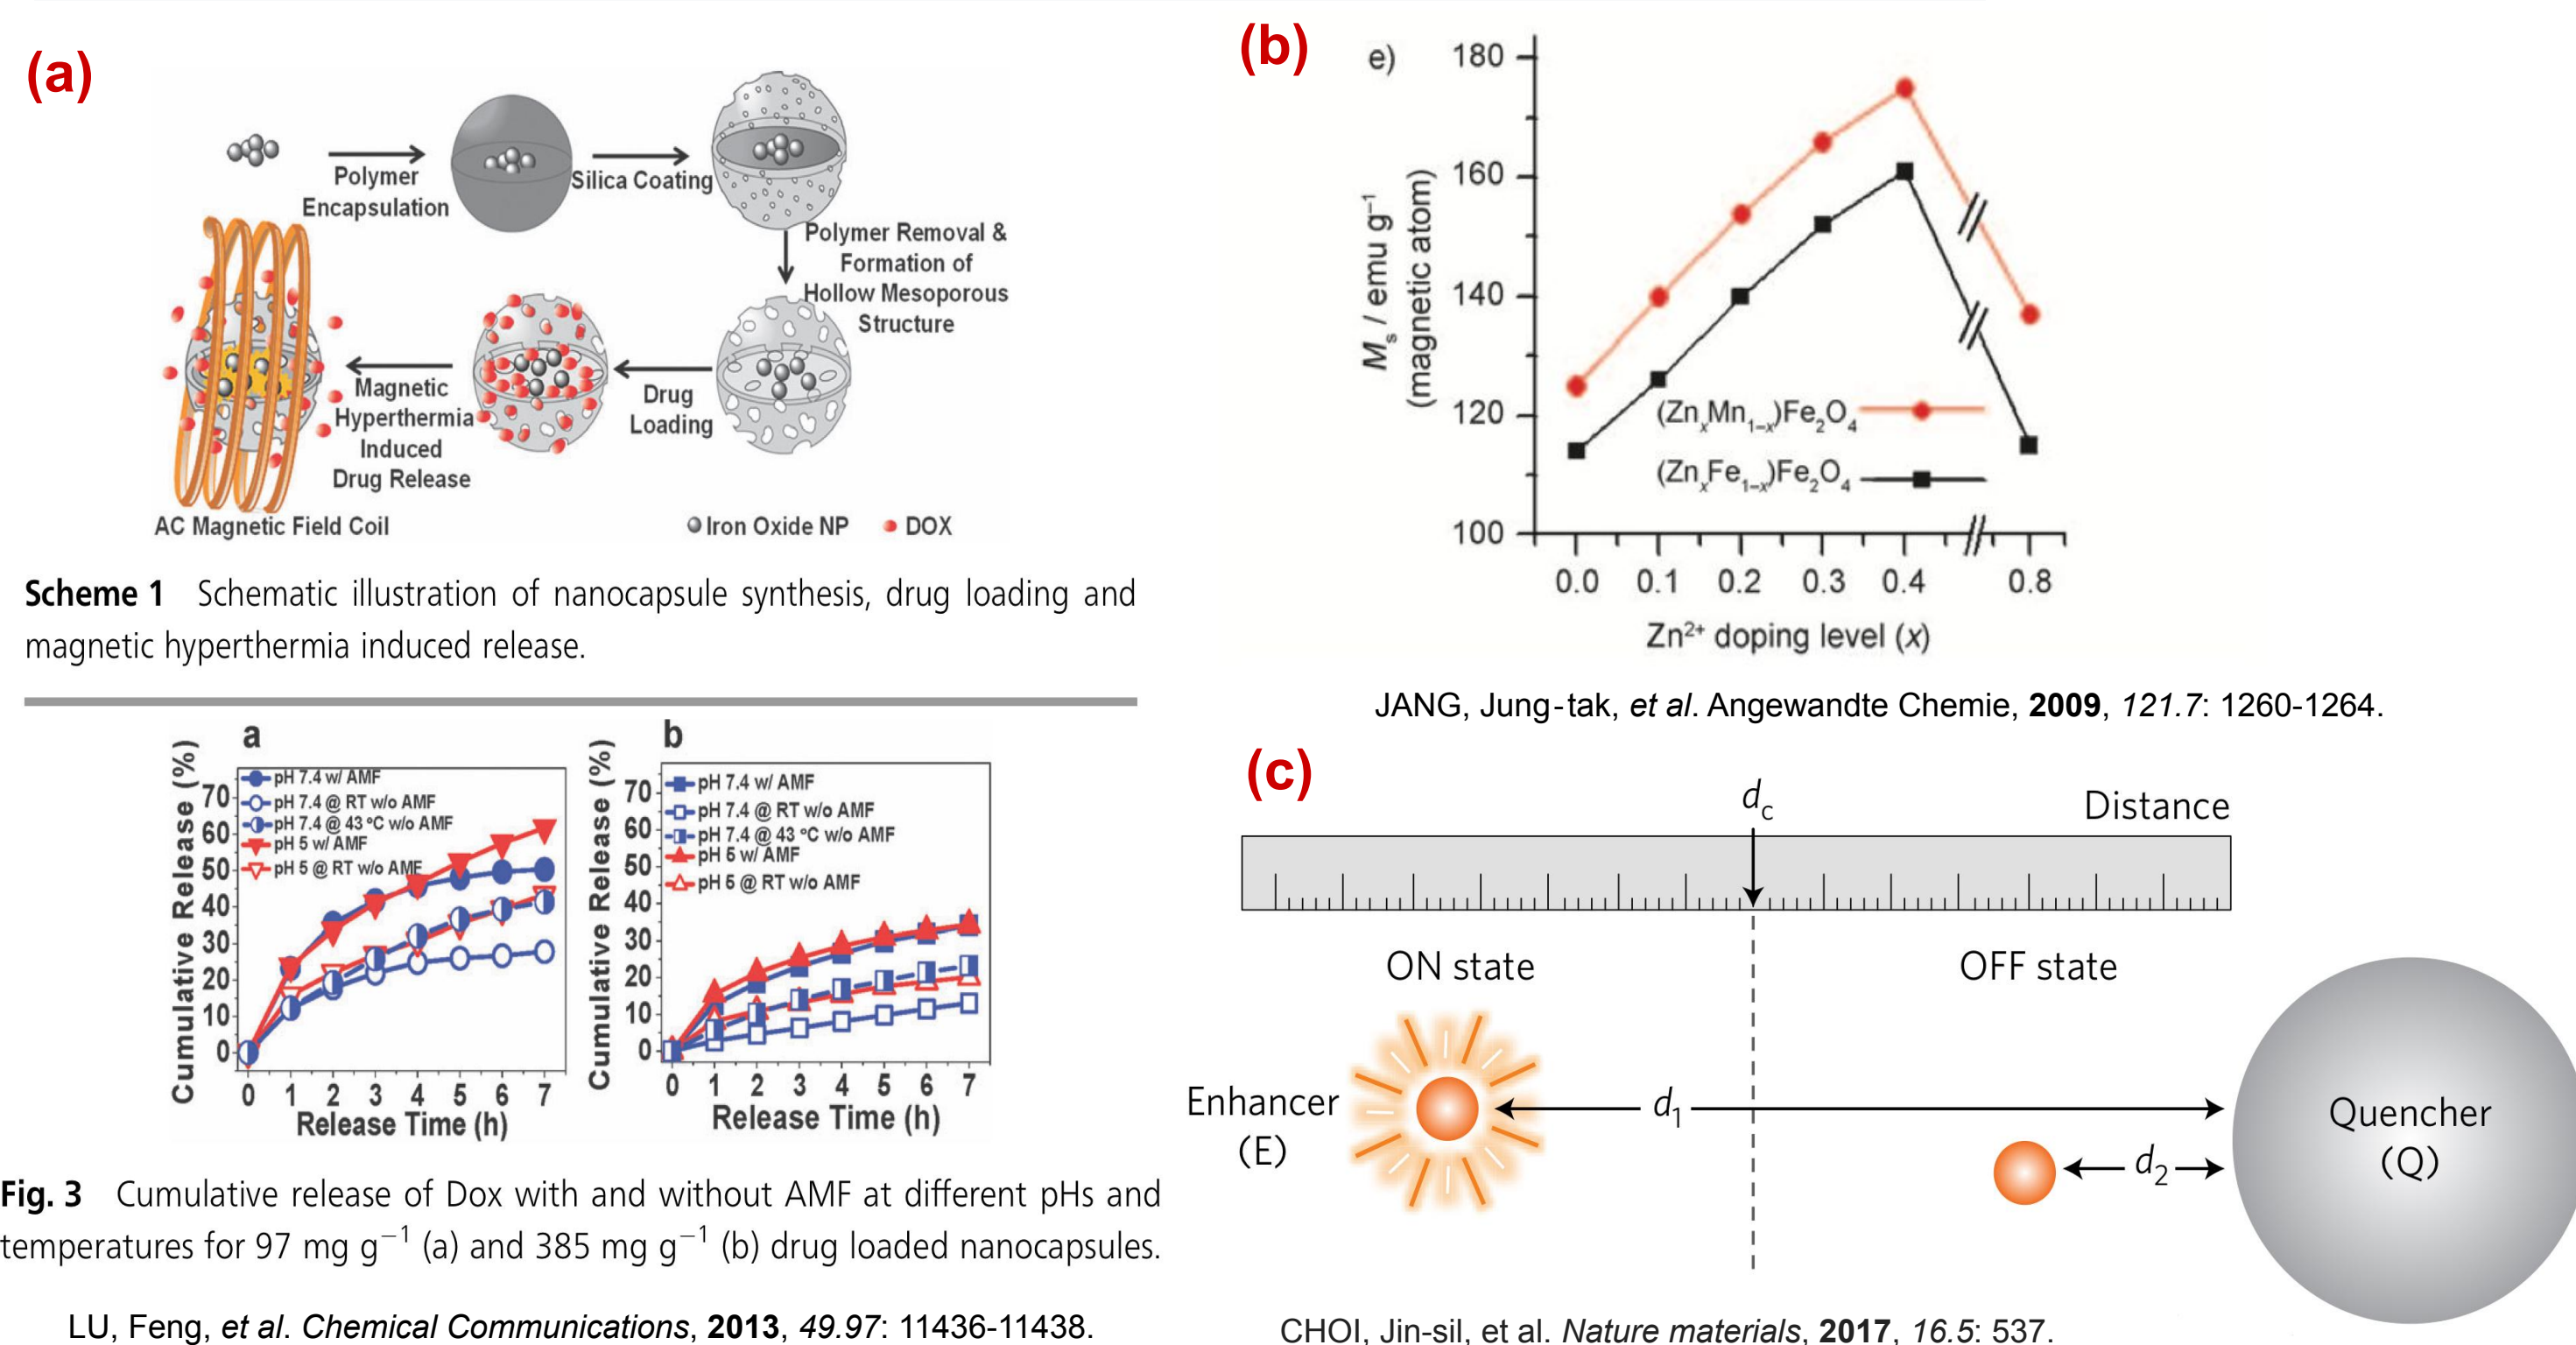 (a)
Polymer
Encapsulation
Silica Coating
Polymer Removal &
Formation of
Hollow Mesoporous
Structure
Drug
Loading
Magnetic
Hyperthermia
Induced
Drug Release
AC Magnetic Field Coil
Iron Oxide NP
DOX
Scheme 1 Schematic illustration of nanocapsule synthesis, drug loading and
magnetic hyperthermia induced release.
a
Cumulative Release (%)
pH 7.4 w/ AMF
pH 7.4 @ RT w/o AMF
pH 7.4 @ 43 °C w/o AMF
pH 5 w/ AMF
pH 5 @ RT w/o AMF
70
60
50
40
30
20
10
0
0 1 2 3 4 5 6 7
Release Time (h)
b
Cumulative Release (%)
pH 7.4 w/ AMF
pH 7.4 @ RT w/o AMF
pH 7.4 @ 43 °C w/o AMF
pH 5 w/ AMF
pH 5 @ RT w/o AMF
70
60
50
40
30
20
10
0
0 1 2 3 4 5 6 7
Release Time (h)
Fig. 3 Cumulative release of Dox with and without AMF at different pHs and
temperatures for 97 mg g⁻¹ (a) and 385 mg g⁻¹ (b) drug loaded nanocapsules.
LU, Feng, et al. Chemical Communications, 2013, 49.97: 11436-11438.
(b)
e)
Mₛ / emu g⁻¹
(magnetic atom)
180
160
140
120
100
(ZnₓMn₁₋ₓ)Fe₂O₄
(ZnₓFe₁₋ₓ)Fe₂O₄
0.0 0.1 0.2 0.3 0.4 0.8
Zn²⁺ doping level (x)
JANG, Jung-tak, et al. Angewandte Chemie, 2009, 121.7: 1260-1264.
(c)
dc
Distance
ON state
OFF state
Enhancer
(E)
d₁
d₂
Quencher
(Q)
CHOI, Jin-sil, et al. Nature materials, 2017, 16.5: 537.